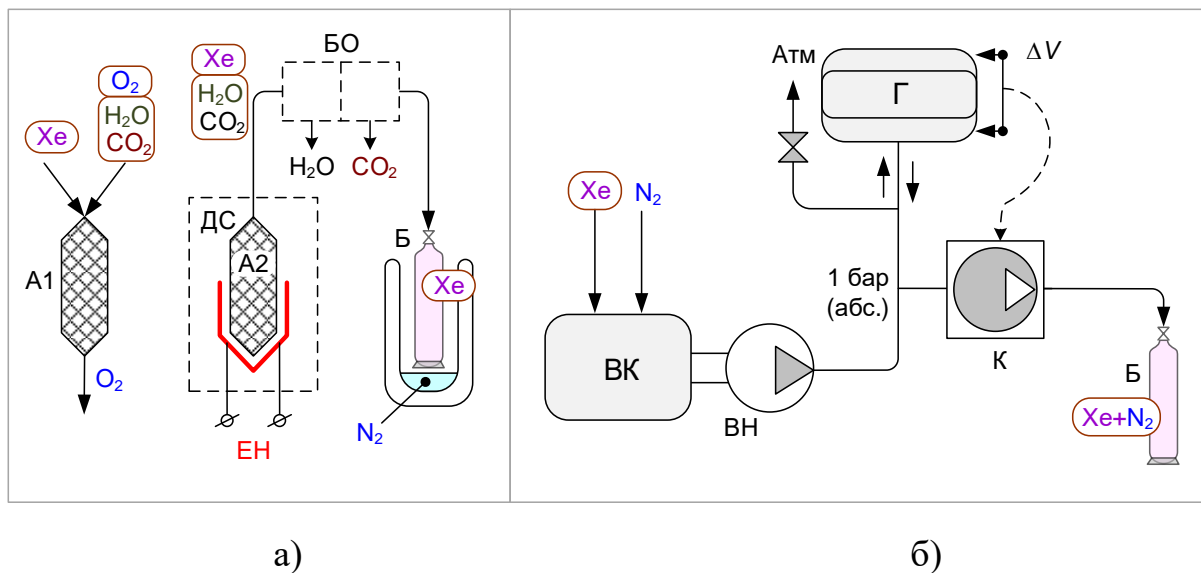 Xe
O₂
H₂O
CO₂
A1
O₂
Xe
H₂O
CO₂
БО
H₂O
CO₂
ДС
A2
ЕН
Б
Xe
N₂
а)
Атм
Г
ΔV
Xe
N₂
1 бар
(абс.)
ВК
ВН
К
Б
Xe+N₂
б)